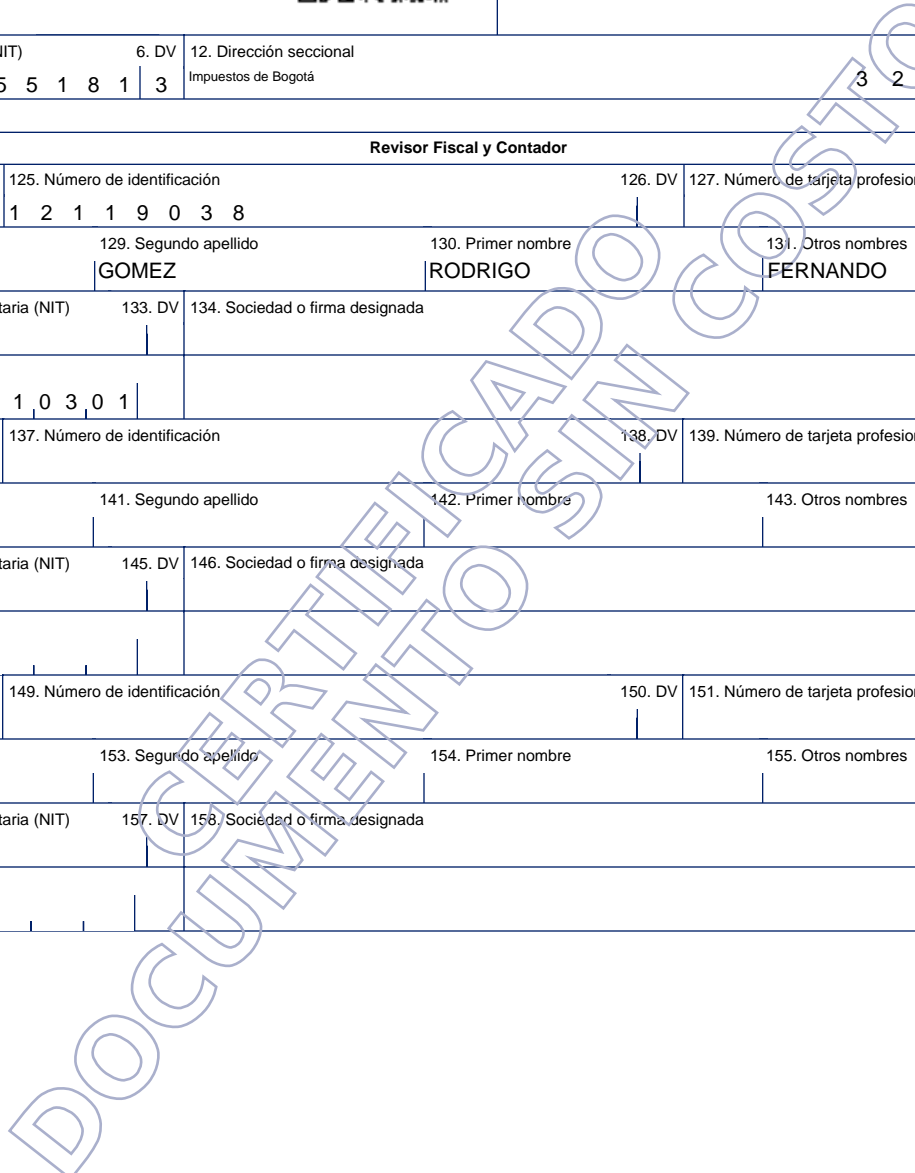 IIT) 6. DV 12. Dirección seccional
5 5 1 8 1 3 Impuestos de Bogotá 3 2
Revisor Fiscal y Contador
125. Número de identificación 126. DV 127. Número de tarjeta profesion
1 2 1 1 9 0 3 8
129. Segundo apellido 130. Primer nombre 131. Otros nombres
GOMEZ RODRIGO FERNANDO
taria (NIT) 133. DV 134. Sociedad o firma designada
1 0 3 0 1
137. Número de identificación 138. DV 139. Número de tarjeta profesion
141. Segundo apellido 142. Primer nombre 143. Otros nombres
taria (NIT) 145. DV 146. Sociedad o firma designada
149. Número de identificación 150. DV 151. Número de tarjeta profesion
153. Segundo apellido 154. Primer nombre 155. Otros nombres
taria (NIT) 157. DV 158. Sociedad o firma designada
CERTIFICADO
DOCUMENTO SIN COSTO